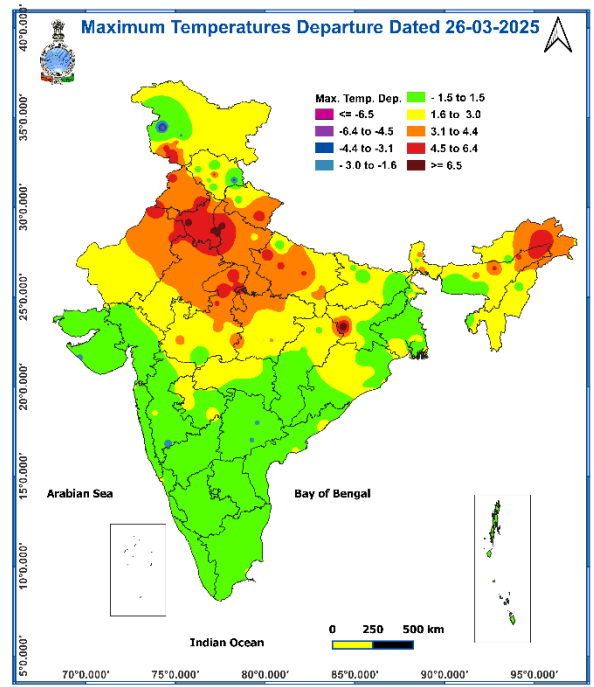 Maximum Temperatures Departure Dated 26-03-2025
40°0.000'
35°0.000'
30°0.000'
25°0.000'
20°0.000'
15°0.000'
10°0.000'
5°0.000'
Max. Temp. Dep.
<= -6.5
-6.4 to -4.5
-4.4 to -3.1
- 3.0 to -1.6
- 1.5 to 1.5
1.6 to 3.0
3.1 to 4.4
4.5 to 6.4
>= 6.5
Arabian Sea
Bay of Bengal
Indian Ocean
0 250 500 km
70°0.000' 75°0.000' 80°0.000' 85°0.000' 90°0.000' 95°0.000'